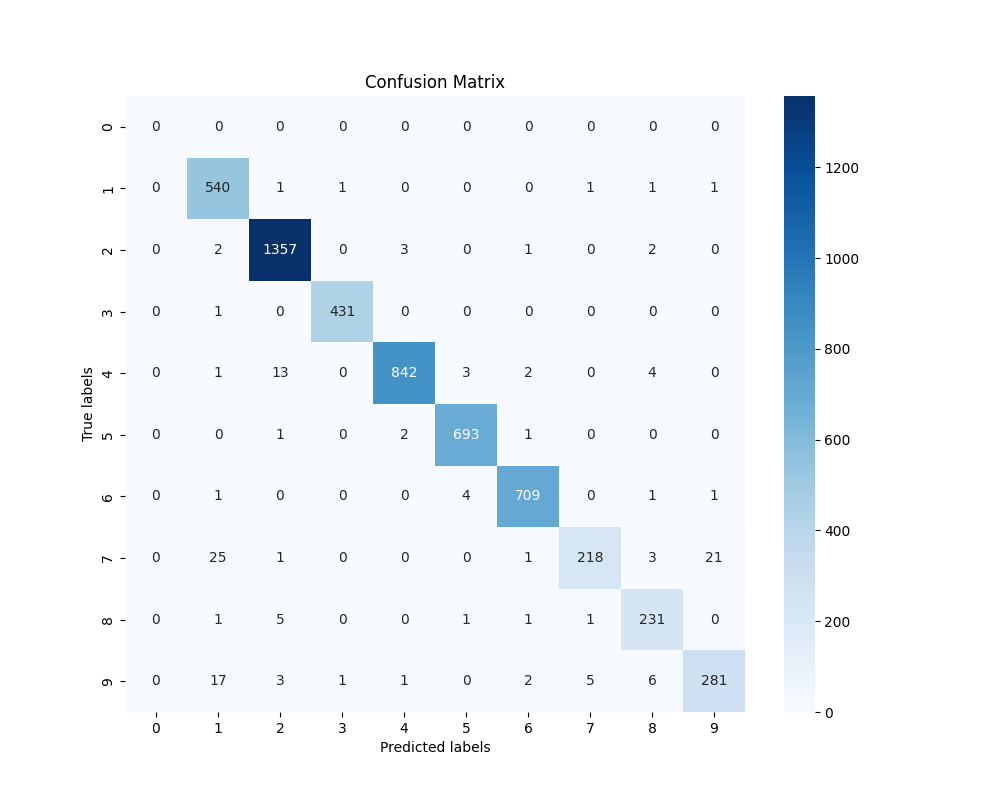 Confusion Matrix
0 0 0 0 0 0 0 0 0 0 0
1 0 540 1 1 0 0 0 1 1 1
2 0 2 1357 0 3 0 1 0 2 0
3 0 1 0 431 0 0 0 0 0 0
4 0 1 13 0 842 3 2 0 4 0
5 0 0 1 0 2 693 1 0 0 0
6 0 1 0 0 0 4 709 0 1 1
7 0 25 1 0 0 0 1 218 3 21
8 0 1 5 0 0 1 1 1 231 0
9 0 17 3 1 1 0 2 5 6 281
0 1 2 3 4 5 6 7 8 9
Predicted labels
True labels
1200
1000
800
600
400
200
0